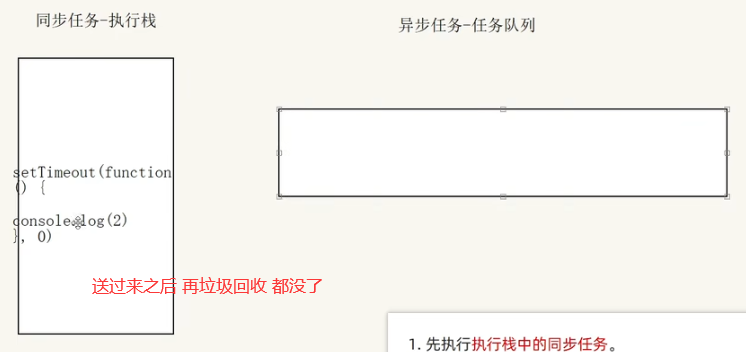 同步任务-执行栈
异步任务-任务队列
setTimeout(function
() {
console.log(2)
}, 0)
送过来之后 再垃圾回收 都没了
1. 先执行执行栈中的同步任务。